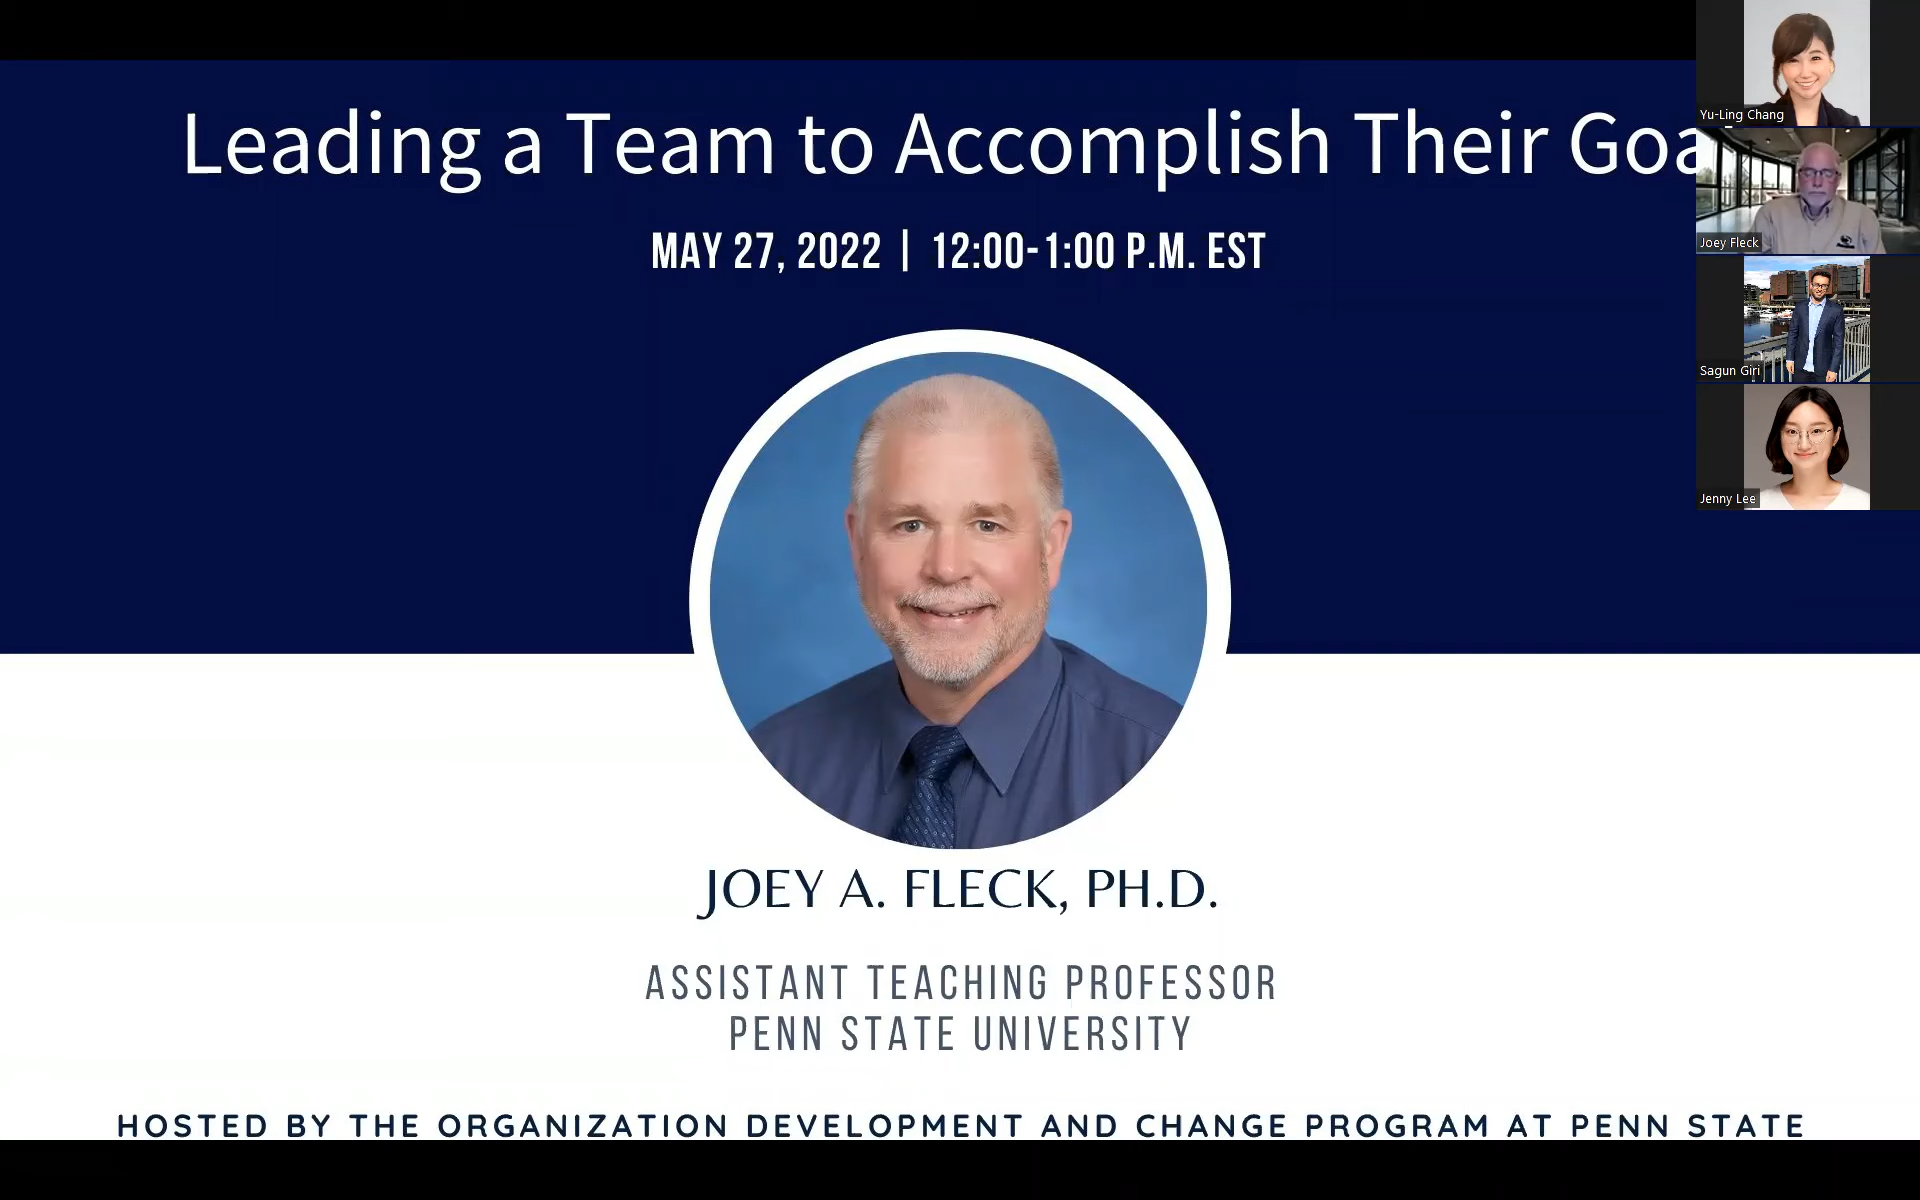 Leading a Team to Accomplish Their Goa
MAY 27, 2022 | 12:00-1:00 P.M. EST
JOEY A. FLECK, PH.D.
ASSISTANT TEACHING PROFESSOR
PENN STATE UNIVERSITY
HOSTED BY THE ORGANIZATION DEVELOPMENT AND CHANGE PROGRAM AT PENN STATE
Yu-Ling Chang
Joey Fleck
Sagun Giri
Jenny Lee